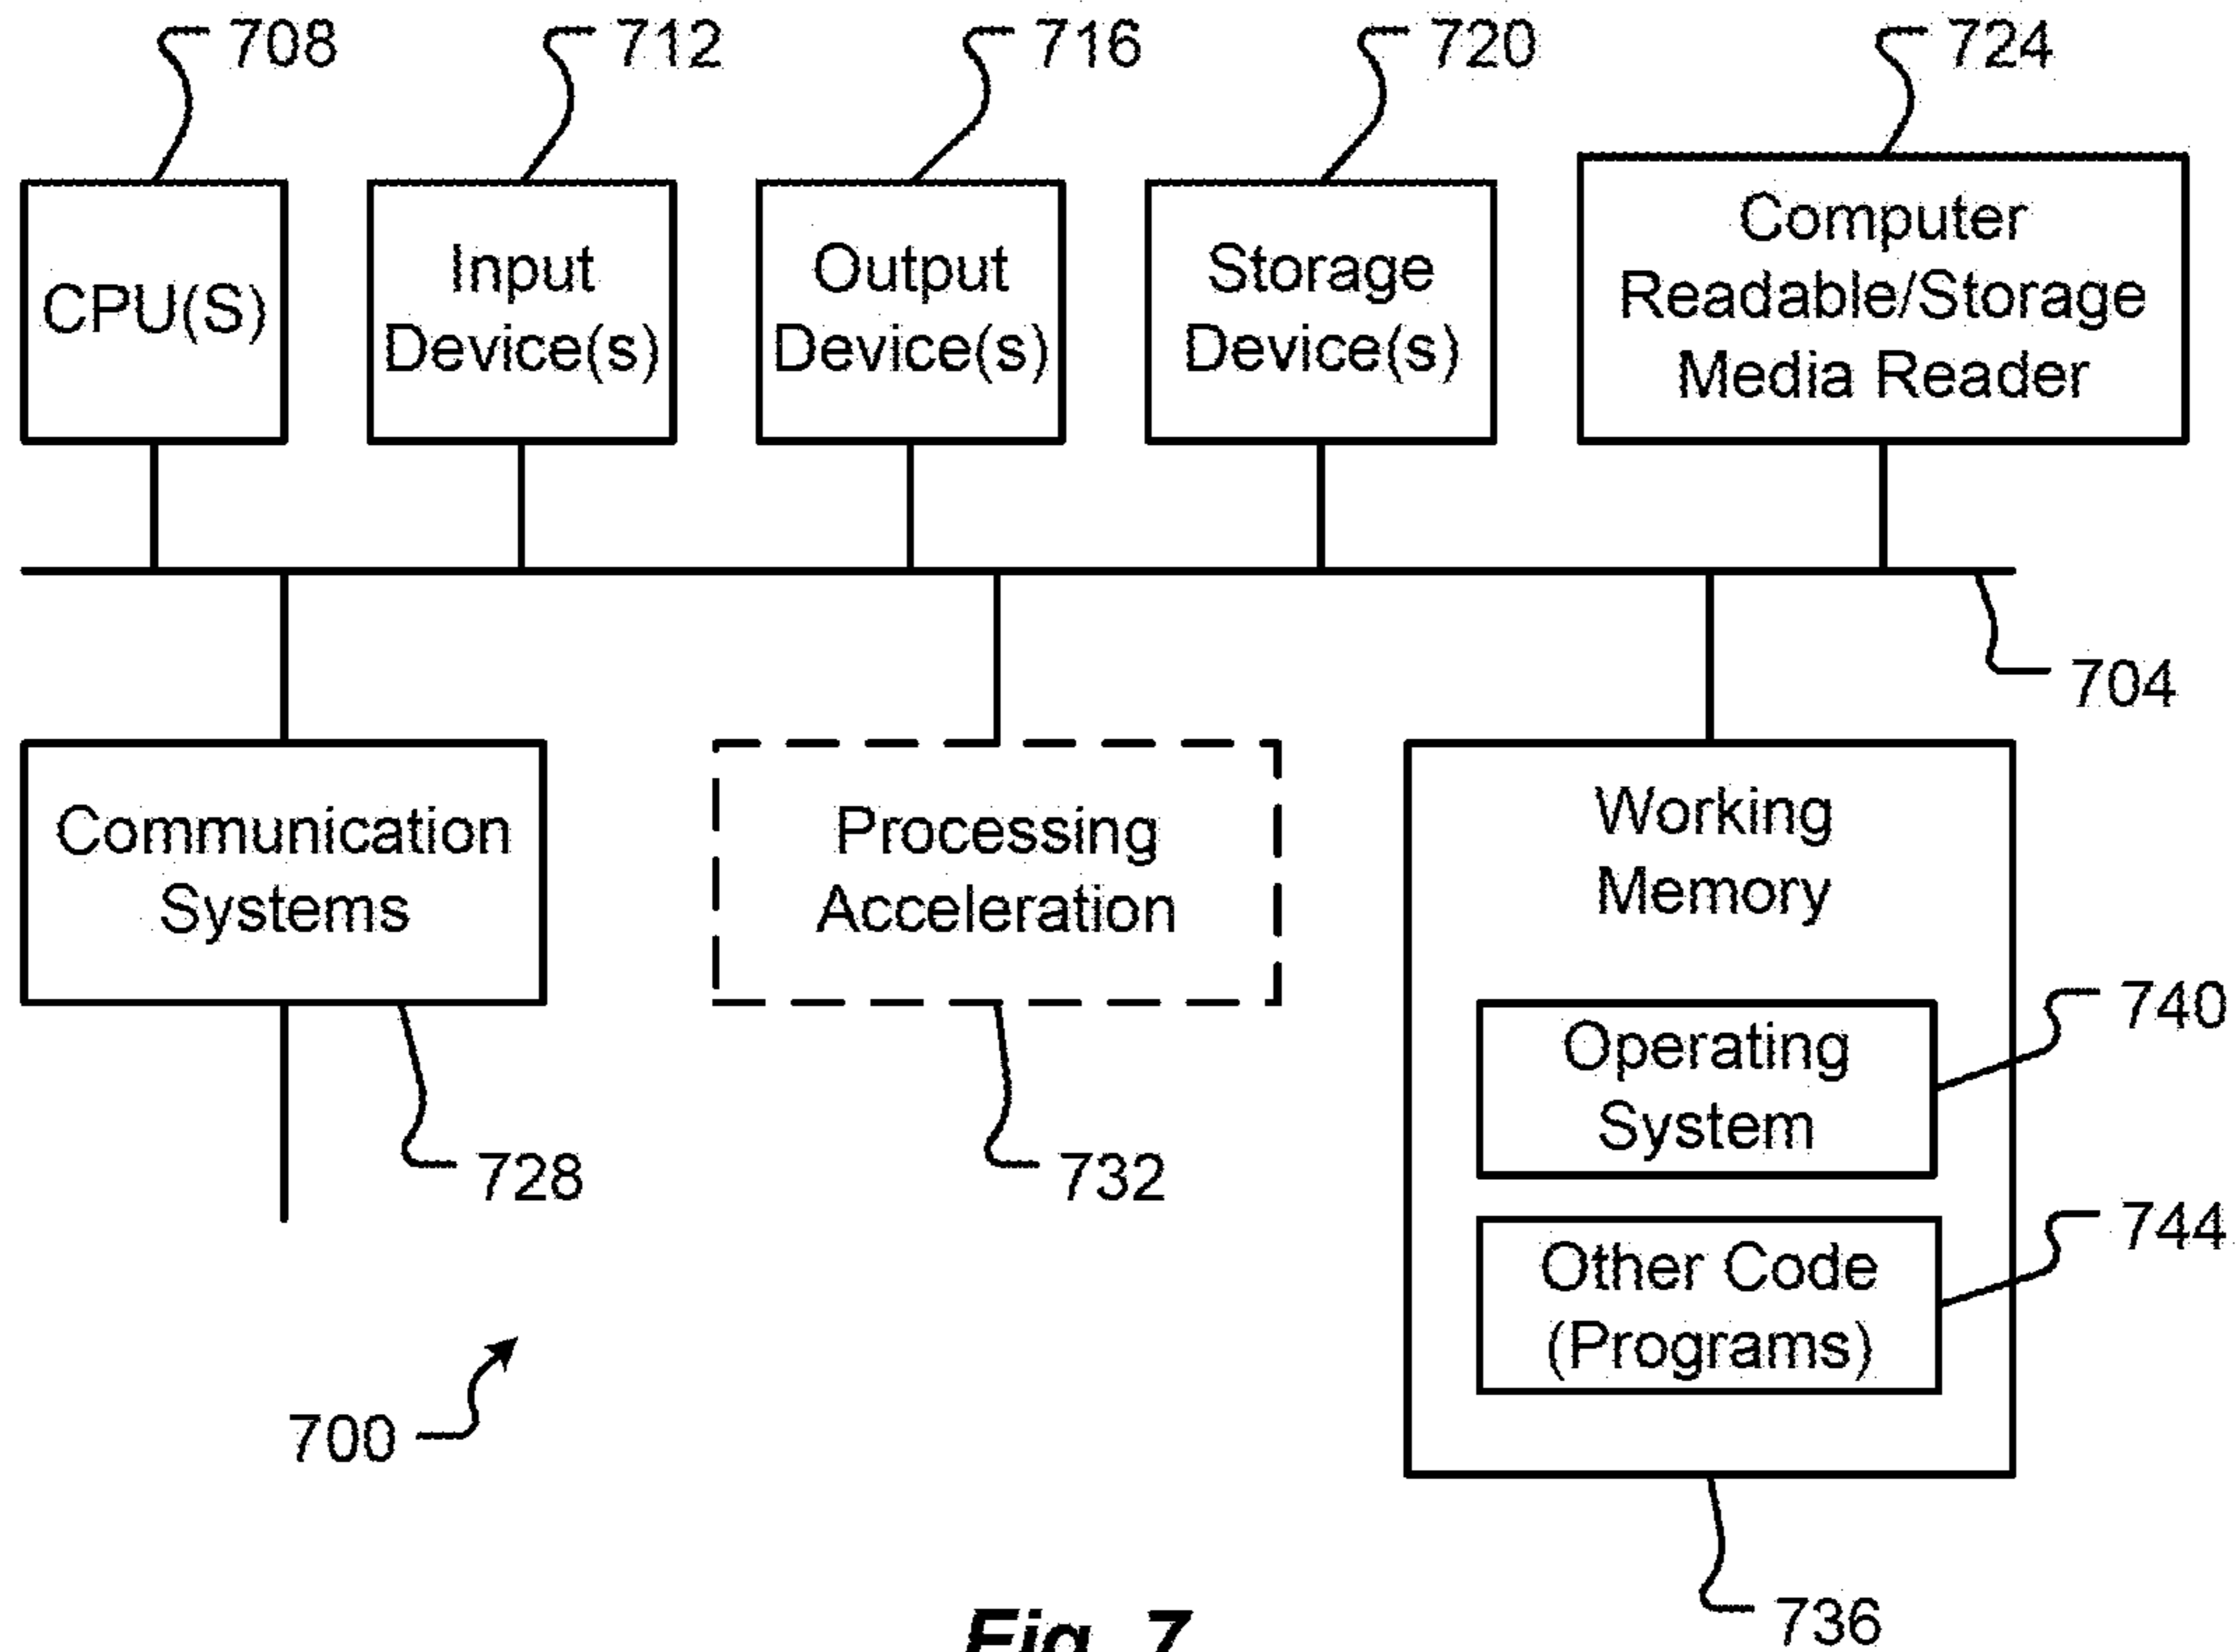 708
712
716
720
724
CPU(S)
Input
Device(s)
Output
Device(s)
Storage
Device(s)
Computer
Readable/Storage
Media Reader
704
Communication
Systems
728
Processing
Acceleration
732
Working
Memory
Operating
System
740
Other Code
(Programs)
744
700
736
Fig. 7